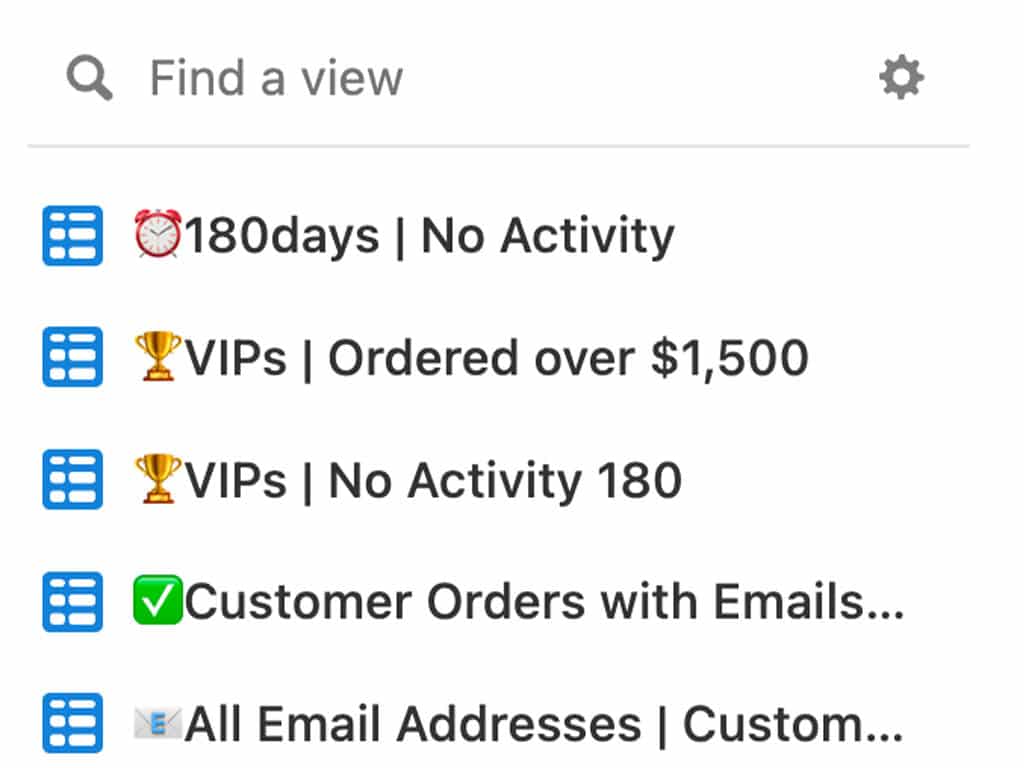 Find a view
⏰180days | No Activity
🏆VIPs | Ordered over $1,500
🏆VIPs | No Activity 180
✅Customer Orders with Emails...
📧All Email Addresses | Custom...